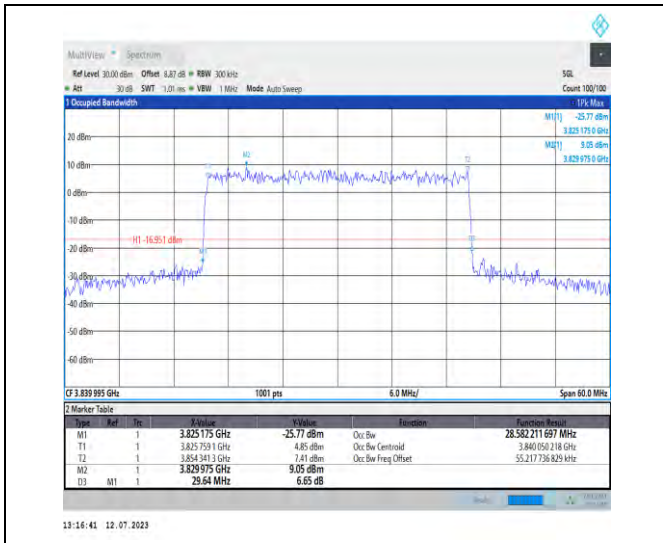 MultiView Spectrum
Ref Level 30.00 dBm Offset 8.87 dB RBW 300 kHz SGL
Att 30 dB SWT 1.01 ms VBW 1 MHz Mode Auto Sweep Count 100/100
1 Occupied Bandwidth 1Pk Max
M1[1] -25.77 dBm
3.825 175 0 GHz
M2[1] 9.05 dBm
3.829 975 0 GHz
20 dBm
10 dBm
0 dBm
-10 dBm
-20 dBm
-30 dBm
-40 dBm
-50 dBm
-60 dBm
M2
T2
H1 -16.951 dBm
M1
CF 3.839 995 GHz 1001 pts 6.0 MHz/ Span 60.0 MHz
2 Marker Table
Type Ref Trc X-Value Y-Value Function Function Result
M1 1 3.825 175 GHz -25.77 dBm Occ Bw 28.582 211 697 MHz
T1 1 3.825 759 1 GHz 4.85 dBm Occ Bw Centroid 3.840 050 218 GHz
T2 1 3.854 341 3 GHz 7.41 dBm Occ Bw Freq Offset 55.217 736 829 kHz
M2 1 3.829 975 GHz 9.05 dBm
D3 M1 1 29.64 MHz 6.65 dB
13:16:41 12.07.2023